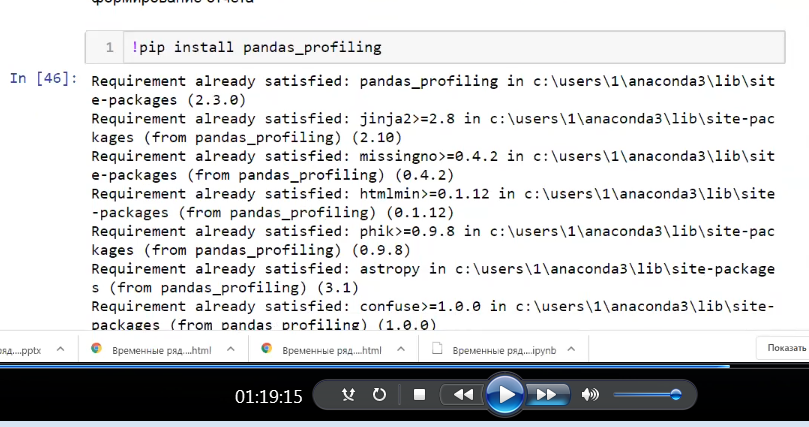 формирование отчета
1 !pip install pandas_profiling
In [46]: Requirement already satisfied: pandas_profiling in c:\users\1\anaconda3\lib\sit
e-packages (2.3.0)
Requirement already satisfied: jinja2>=2.8 in c:\users\1\anaconda3\lib\site-pac
kages (from pandas_profiling) (2.10)
Requirement already satisfied: missingno>=0.4.2 in c:\users\1\anaconda3\lib\sit
e-packages (from pandas_profiling) (0.4.2)
Requirement already satisfied: htmlmin>=0.1.12 in c:\users\1\anaconda3\lib\site
-packages (from pandas_profiling) (0.1.12)
Requirement already satisfied: phik>=0.9.8 in c:\users\1\anaconda3\lib\site-pac
kages (from pandas_profiling) (0.9.8)
Requirement already satisfied: astropy in c:\users\1\anaconda3\lib\site-package
s (from pandas_profiling) (3.1)
Requirement already satisfied: confuse>=1.0.0 in c:\users\1\anaconda3\lib\site-
packages (from pandas_profiling) (1.0.0)
ряд....pptx Временные ряд....html Временные ряд....html Временные ряд....ipynb Показать
01:19:15